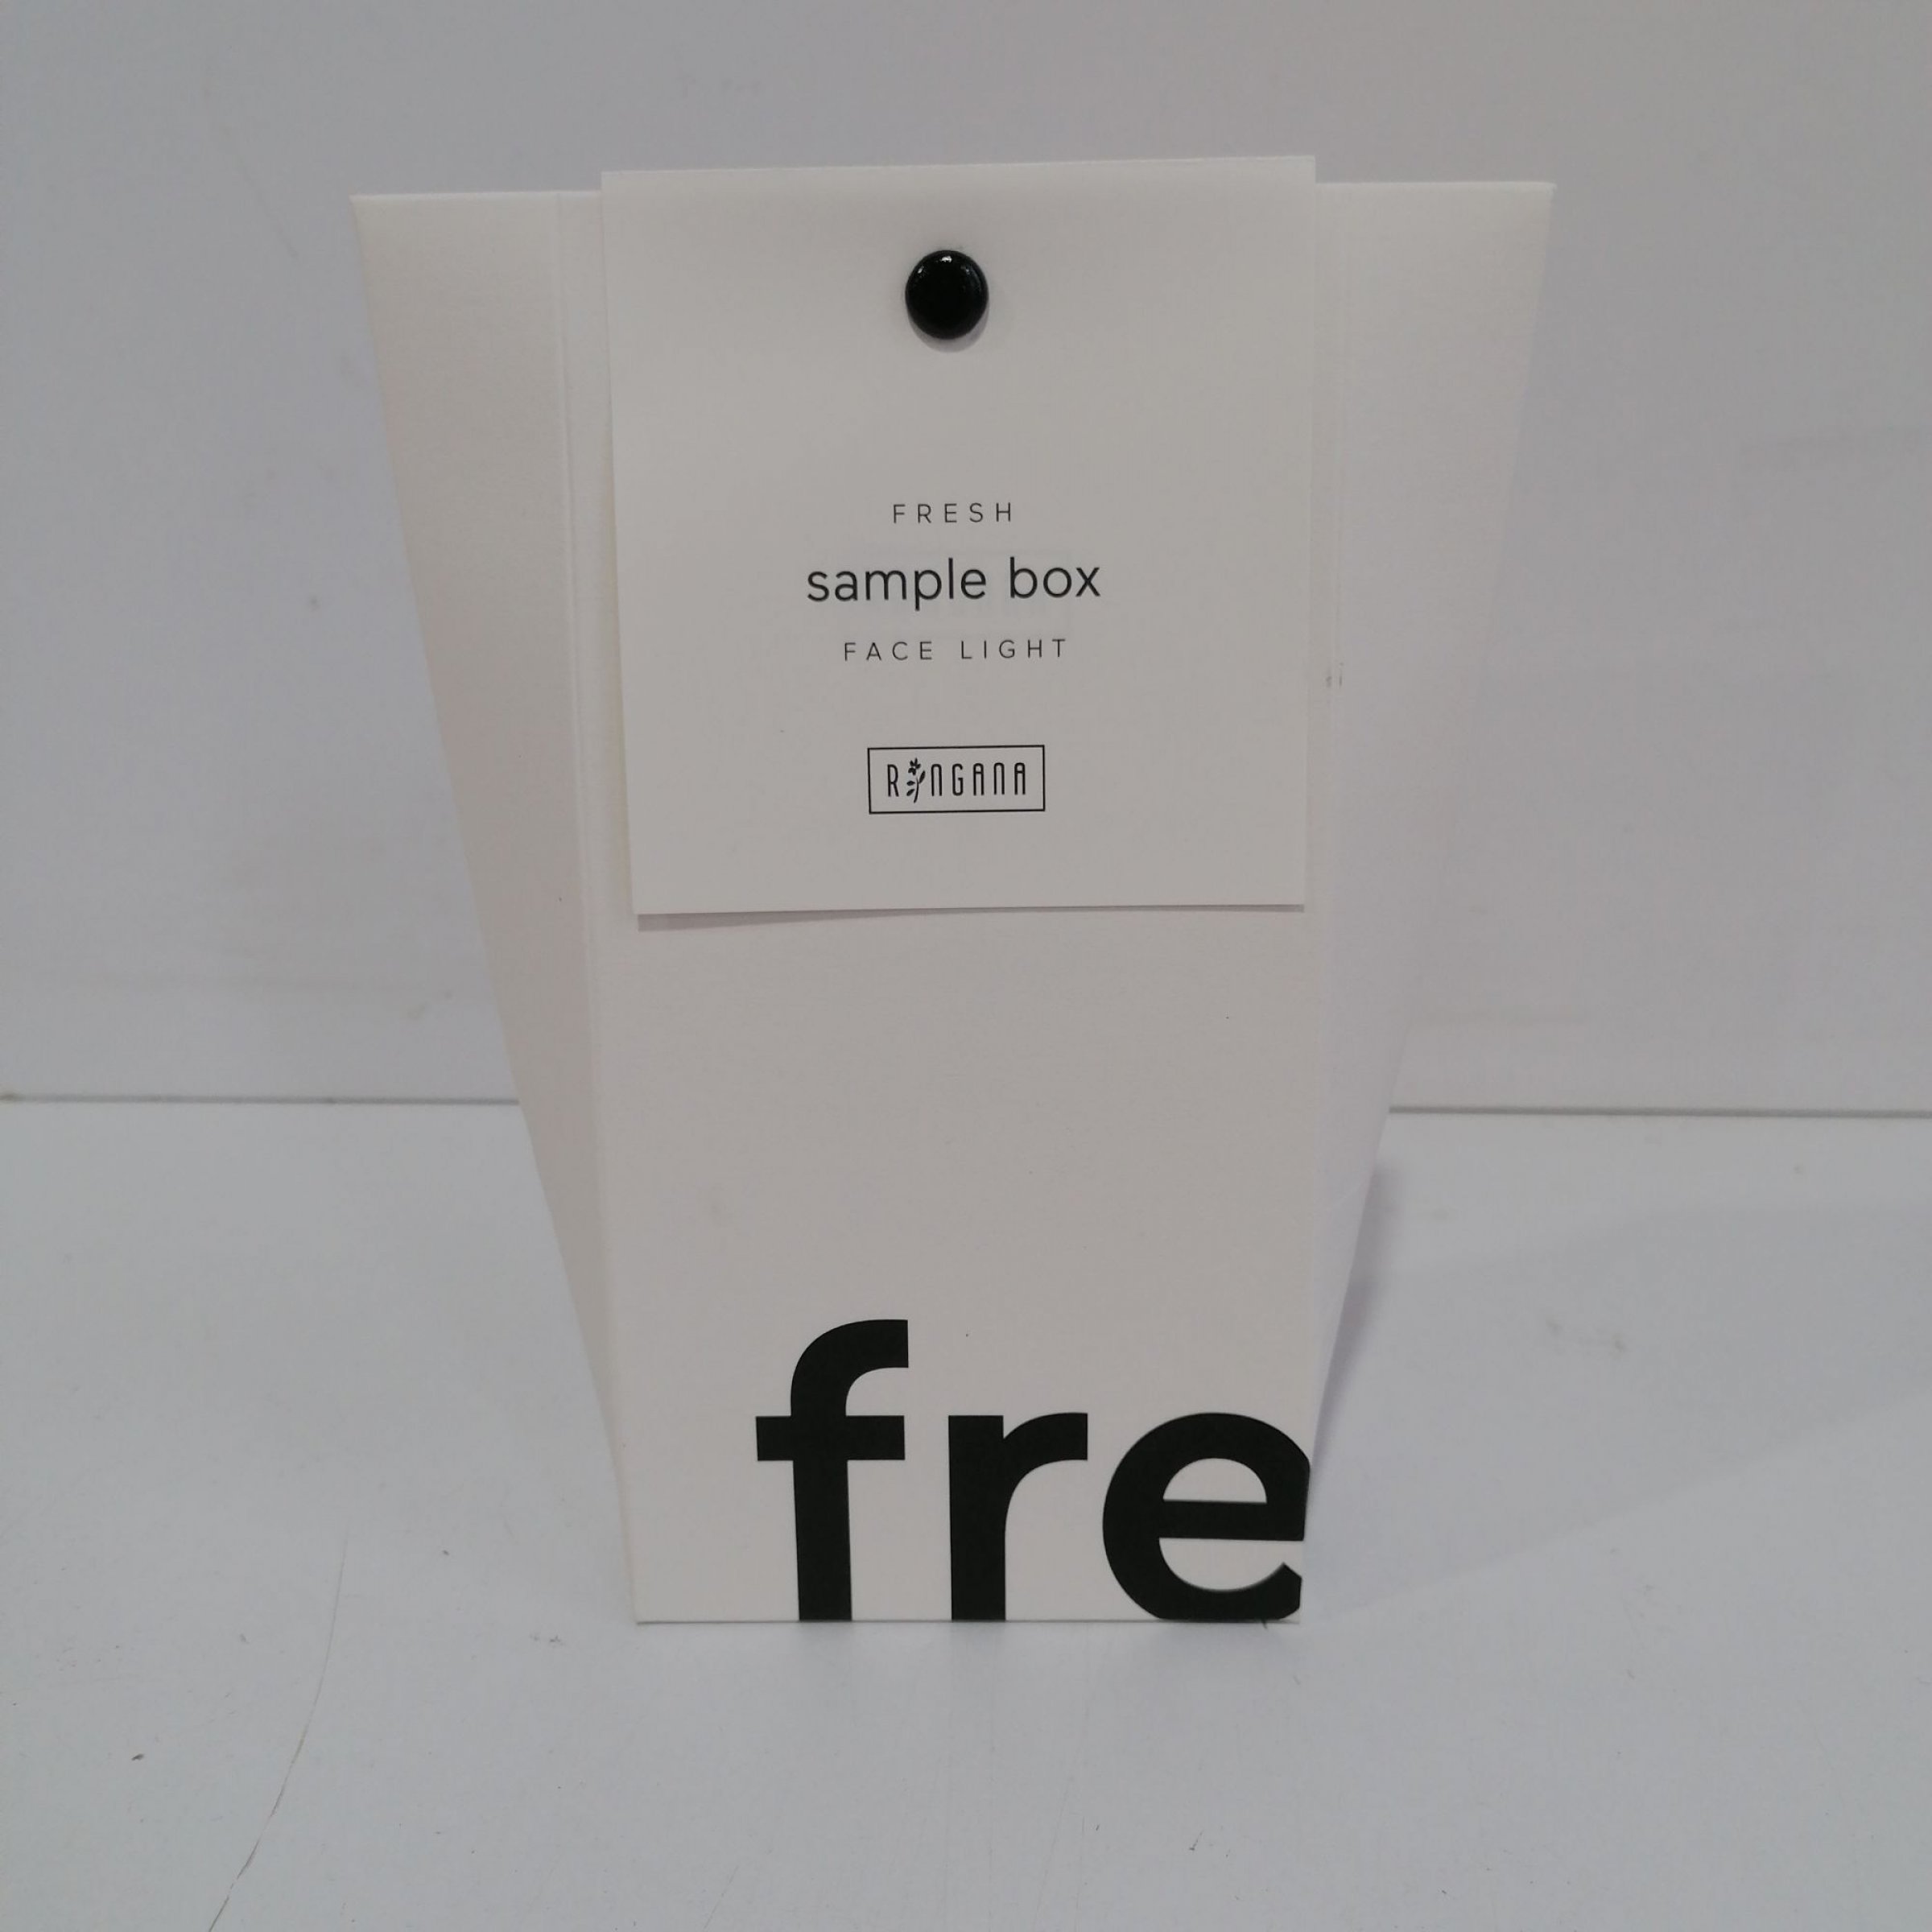 FRESH
sample box
FACE LIGHT
RINGANA
fre